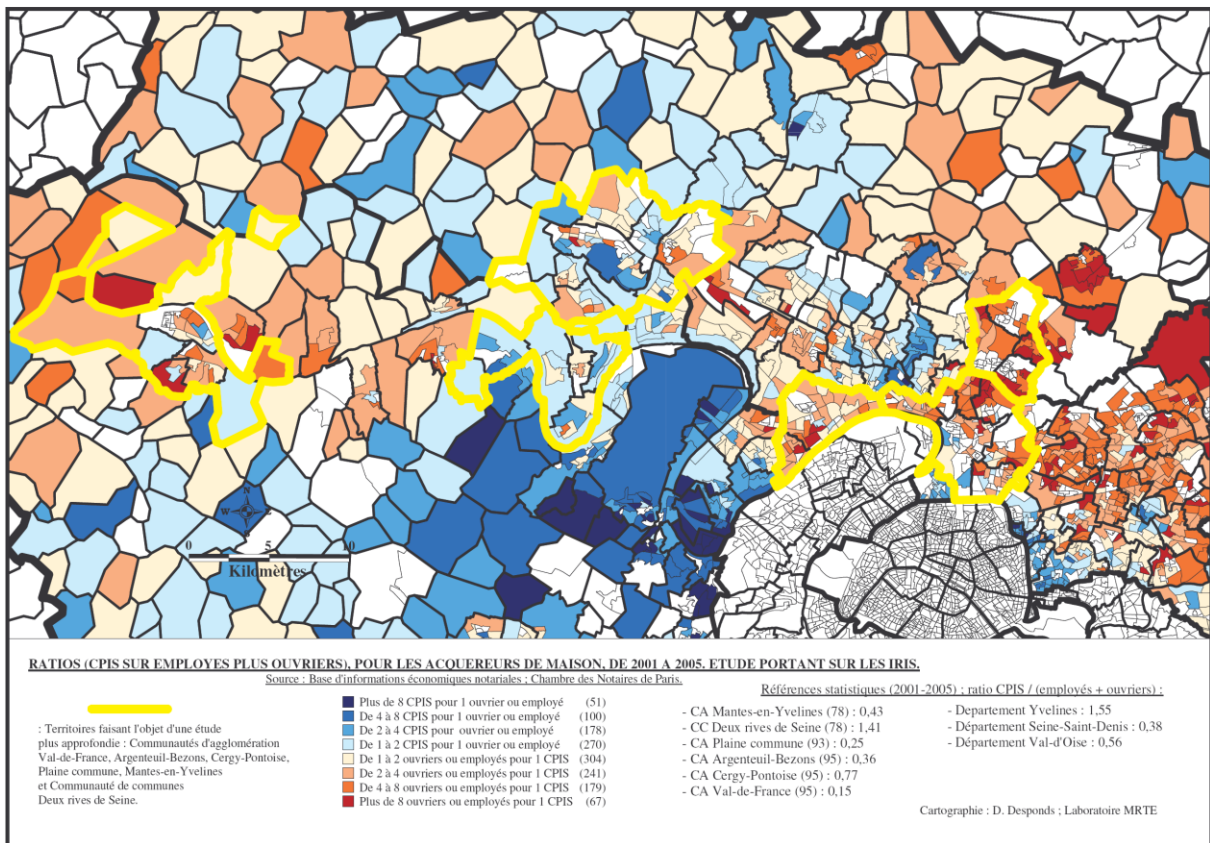 N
W
E
S
0 5 10
Kilomètres
RATIOS (CPIS SUR EMPLOYES PLUS OUVRIERS), POUR LES ACQUEREURS DE MAISON, DE 2001 A 2005. ETUDE PORTANT SUR LES IRIS.
Source : Base d'informations économiques notariales ; Chambre des Notaires de Paris.
: Territoires faisant l'objet d'une étude
plus approfondie : Communautés d'agglomération
Val-de-France, Argenteuil-Bezons, Cergy-Pontoise,
Plaine commune, Mantes-en-Yvelines
et Communauté de communes
Deux rives de Seine.
Plus de 8 CPIS pour 1 ouvrier ou employé (51)
De 4 à 8 CPIS pour 1 ouvrier ou employé (100)
De 2 à 4 CPIS pour ouvrier ou employé (178)
De 1 à 2 CPIS pour 1 ouvrier ou employé (270)
De 1 à 2 ouvriers ou employés pour 1 CPIS (304)
De 2 à 4 ouvriers ou employés pour 1 CPIS (241)
De 4 à 8 ouvriers ou employés pour 1 CPIS (179)
Plus de 8 ouvriers ou employés pour 1 CPIS (67)
Références statistiques (2001-2005) ; ratio CPIS / (employés + ouvriers) :
- CA Mantes-en-Yvelines (78) : 0,43
- CC Deux rives de Seine (78) : 1,41
- CA Plaine commune (93) : 0,25
- CA Argenteuil-Bezons (95) : 0,36
- CA Cergy-Pontoise (95) : 0,77
- CA Val-de-France (95) : 0,15
- Departement Yvelines : 1,55
- Département Seine-Saint-Denis : 0,38
- Département Val-d'Oise : 0,56
Cartographie : D. Desponds ; Laboratoire MRTE